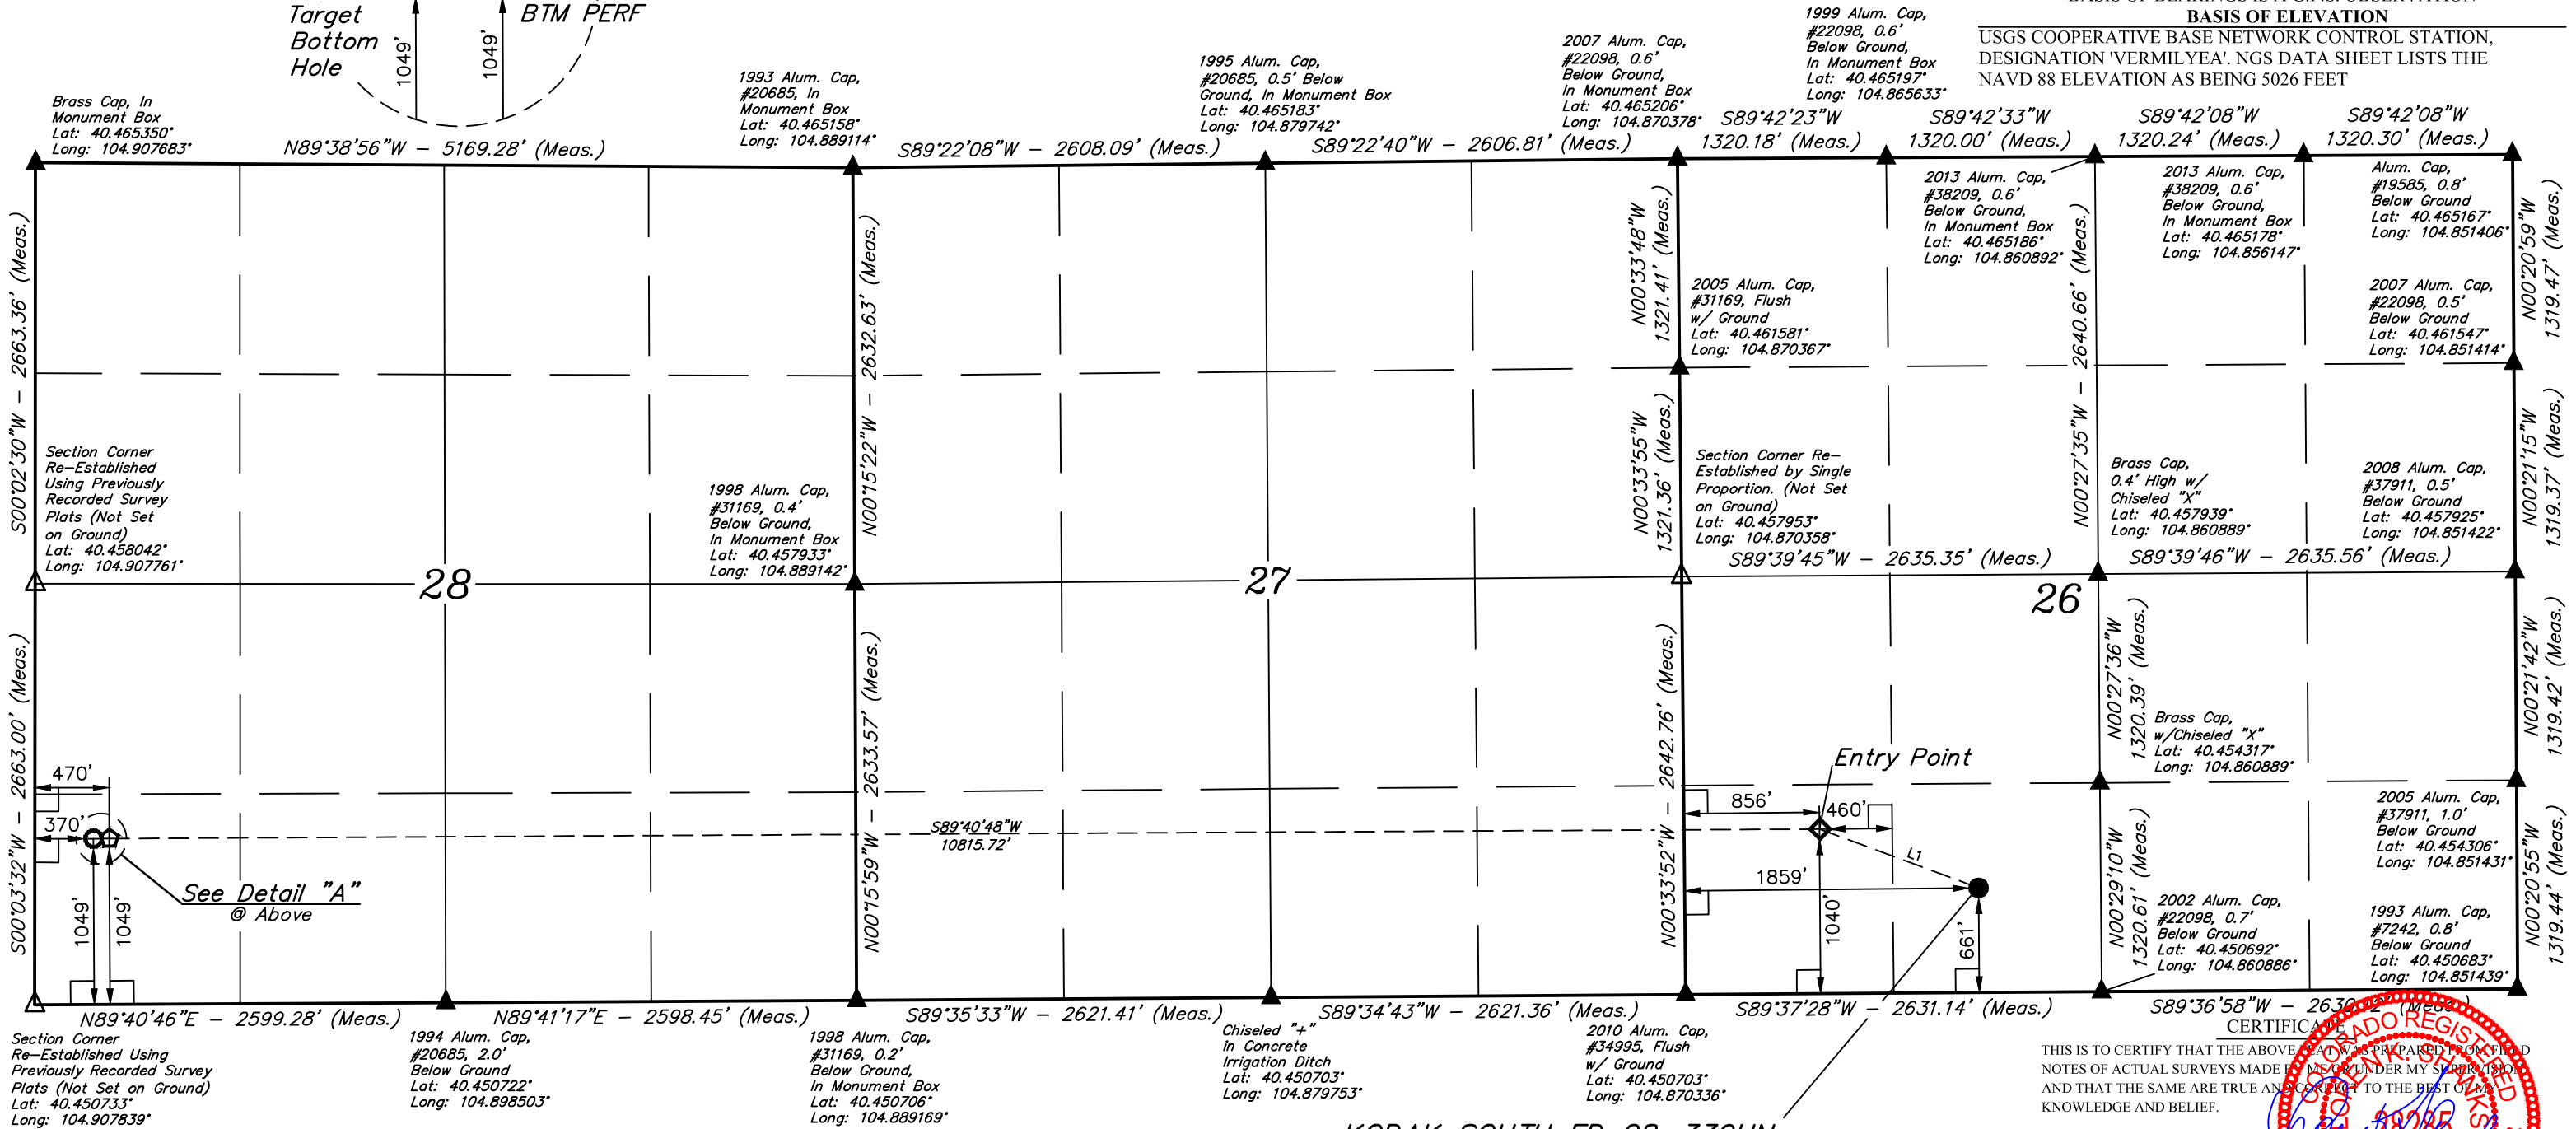 Target
Bottom
Hole
1049'
1049'
BTM PERF
BASIS OF BEARINGS IS A G.P.S. OBSERVATION
BASIS OF ELEVATION
USGS COOPERATIVE BASE NETWORK CONTROL STATION,
DESIGNATION 'VERMILYEA'. NGS DATA SHEET LISTS THE
NAVD 88 ELEVATION AS BEING 5026 FEET
Brass Cap, In
Monument Box
Lat: 40.465350°
Long: 104.907683°
N89°38'56"W – 5169.28' (Meas.)
1993 Alum. Cap,
#20685, In
Monument Box
Lat: 40.465158°
Long: 104.889114°
S89°22'08"W – 2608.09' (Meas.)
1995 Alum. Cap,
#20685, 0.5' Below
Ground, In Monument Box
Lat: 40.465183°
Long: 104.879742°
S89°22'40"W – 2606.81' (Meas.)
2007 Alum. Cap,
#22098, 0.6'
Below Ground,
In Monument Box
Lat: 40.465206°
Long: 104.870378°
S89°42'23"W
1320.18' (Meas.)
1999 Alum. Cap,
#22098, 0.6'
Below Ground,
In Monument Box
Lat: 40.465197°
Long: 104.865633°
S89°42'33"W
1320.00' (Meas.)
S89°42'08"W
1320.24' (Meas.)
S89°42'08"W
1320.30' (Meas.)
2013 Alum. Cap,
#38209, 0.6'
Below Ground,
In Monument Box
Lat: 40.465186°
Long: 104.860892°
2013 Alum. Cap,
#38209, 0.6'
Below Ground,
In Monument Box
Lat: 40.465178°
Long: 104.856147°
Alum. Cap,
#19585, 0.8'
Below Ground
Lat: 40.465167°
Long: 104.851406°
S00°02'30"W – 2663.36' (Meas.)
N00°15'22"W – 2632.63' (Meas.)
N00°33'48"W
1321.41' (Meas.)
N00°27'35"W – 2640.66' (Meas.)
N00°20'59"W
1319.47' (Meas.)
2005 Alum. Cap,
#31169, Flush
w/ Ground
Lat: 40.461581°
Long: 104.870367°
2007 Alum. Cap,
#22098, 0.5'
Below Ground
Lat: 40.461547°
Long: 104.851414°
Section Corner
Re–Established
Using Previously
Recorded Survey
Plats (Not Set
on Ground)
Lat: 40.458042°
Long: 104.907761°
1998 Alum. Cap,
#31169, 0.4'
Below Ground,
In Monument Box
Lat: 40.457933°
Long: 104.889142°
N00°33'55"W
1321.36' (Meas.)
Section Corner Re–
Established by Single
Proportion. (Not Set
on Ground)
Lat: 40.457953°
Long: 104.870358°
Brass Cap,
0.4' High w/
Chiseled "X"
Lat: 40.457939°
Long: 104.860889°
2008 Alum. Cap,
#37911, 0.5'
Below Ground
Lat: 40.457925°
Long: 104.851422°
N00°21'15"W
1319.37' (Meas.)
S89°39'45"W – 2635.35' (Meas.)
S89°39'46"W – 2635.56' (Meas.)
28
27
26
S00°03'32"W – 2663.00' (Meas.)
N00°15'59"W – 2633.57' (Meas.)
N00°33'52"W – 2642.76' (Meas.)
N00°27'36"W
1320.39' (Meas.)
N00°21'42"W
1319.42' (Meas.)
Brass Cap,
w/Chiseled "X"
Lat: 40.454317°
Long: 104.860889°
Entry Point
470'
370'
856'
460'
S89°40'48"W
10815.72'
L1
1859'
1040'
661'
See Detail "A"
@ Above
1049'
1049'
2005 Alum. Cap,
#37911, 1.0'
Below Ground
Lat: 40.454306°
Long: 104.851431°
N00°29'10"W
1320.61' (Meas.)
2002 Alum. Cap,
#22098, 0.7'
Below Ground
Lat: 40.450692°
Long: 104.860886°
1993 Alum. Cap,
#7242, 0.8'
Below Ground
Lat: 40.450683°
Long: 104.851439°
N00°20'55"W
1319.44' (Meas.)
N89°40'46"E – 2599.28' (Meas.)
N89°41'17"E – 2598.45' (Meas.)
S89°35'33"W – 2621.41' (Meas.)
S89°34'43"W – 2621.36' (Meas.)
S89°37'28"W – 2631.14' (Meas.)
S89°36'58"W – (Meas.)
Section Corner
Re–Established Using
Previously Recorded Survey
Plats (Not Set on Ground)
Lat: 40.450733°
Long: 104.907839°
1994 Alum. Cap,
#20685, 2.0'
Below Ground
Lat: 40.450722°
Long: 104.898503°
1998 Alum. Cap,
#31169, 0.2'
Below Ground,
In Monument Box
Lat: 40.450706°
Long: 104.889169°
Chiseled "+"
in Concrete
Irrigation Ditch
Lat: 40.450703°
Long: 104.879753°
2010 Alum. Cap,
#34995, Flush
w/ Ground
Lat: 40.450703°
Long: 104.870336°
CERTIFICATE
THIS IS TO CERTIFY THAT THE ABOVE PLAT WAS PREPARED FROM FIELD
NOTES OF ACTUAL SURVEYS MADE BY ME OR UNDER MY SUPERVISION
AND THAT THE SAME ARE TRUE AND CORRECT TO THE BEST OF MY
KNOWLEDGE AND BELIEF.
COLORADO REGISTERED
28285